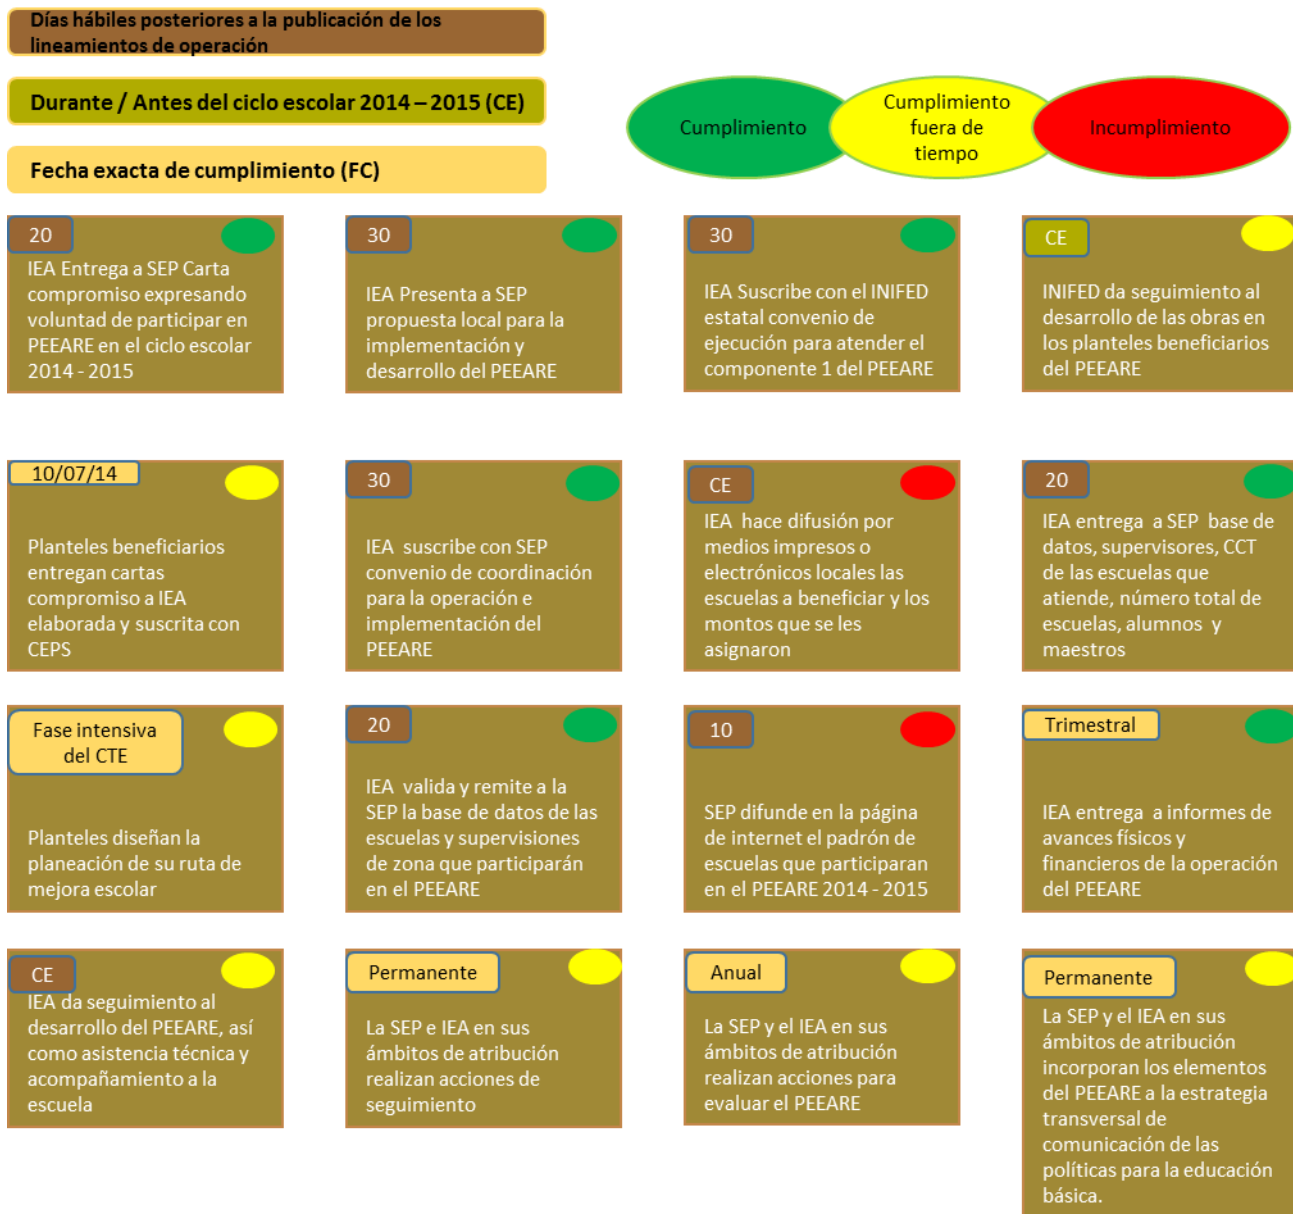 Días hábiles posteriores a la publicación de los
lineamientos de operación
Durante / Antes del ciclo escolar 2014 – 2015 (CE)
Fecha exacta de cumplimiento (FC)
Cumplimiento
Cumplimiento
fuera de
tiempo
Incumplimiento
20
IEA Entrega a SEP Carta
compromiso expresando
voluntad de participar en
PEEARE en el ciclo escolar
2014 - 2015
30
IEA Presenta a SEP
propuesta local para la
implementación y
desarrollo del PEEARE
30
IEA Suscribe con el INIFED
estatal convenio de
ejecución para atender el
componente 1 del PEEARE
CE
INIFED da seguimiento al
desarrollo de las obras en
los planteles beneficiarios
del PEEARE
10/07/14
Planteles beneficiarios
entregan cartas
compromiso a IEA
elaborada y suscrita con
CEPS
30
IEA suscribe con SEP
convenio de coordinación
para la operación e
implementación del
PEEARE
CE
IEA hace difusión por
medios impresos o
electrónicos locales las
escuelas a beneficiar y los
montos que se les
asignaron
20
IEA entrega a SEP base de
datos, supervisores, CCT
de las escuelas que
atiende, número total de
escuelas, alumnos y
maestros
Fase intensiva
del CTE
Planteles diseñan la
planeación de su ruta de
mejora escolar
20
IEA valida y remite a la
SEP la base de datos de las
escuelas y supervisiones
de zona que participarán
en el PEEARE
10
SEP difunde en la página
de internet el padrón de
escuelas que participaran
en el PEEARE 2014 - 2015
Trimestral
IEA entrega a informes de
avances físicos y
financieros de la operación
del PEEARE
CE
IEA da seguimiento al
desarrollo del PEEARE, así
como asistencia técnica y
acompañamiento a la
escuela
Permanente
La SEP e IEA en sus
ámbitos de atribución
realizan acciones de
seguimiento
Anual
La SEP y el IEA en sus
ámbitos de atribución
realizan acciones para
evaluar el PEEARE
Permanente
La SEP y el IEA en sus
ámbitos de atribución
incorporan los elementos
del PEEARE a la estrategia
transversal de
comunicación de las
políticas para la educación
básica.